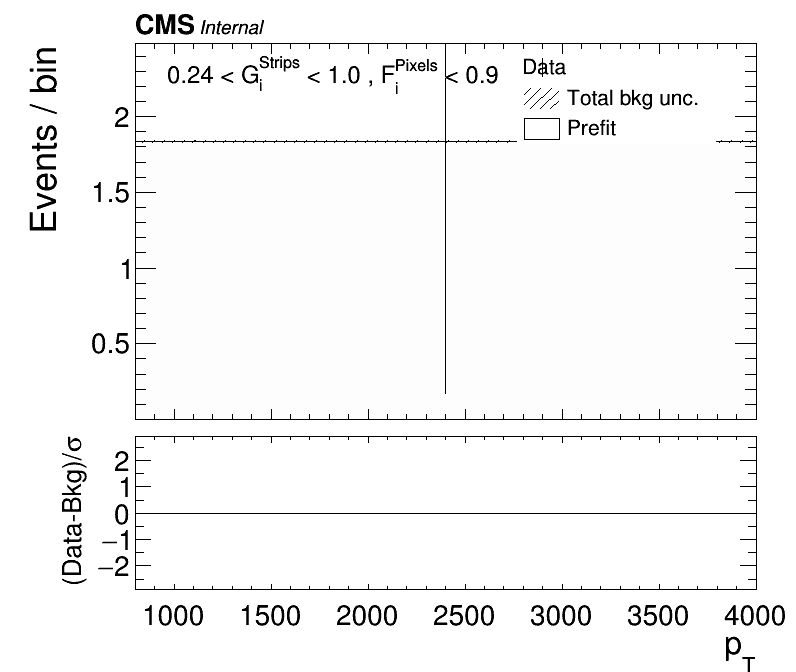 CMS Internal
0.24 < G_i^Strips < 1.0 , F_i^Pixels < 0.9
Data
Total bkg unc.
Prefit
Events / bin
2
1.5
1
0.5
(Data-Bkg)/σ
2
1
0
−1
−2
1000 1500 2000 2500 3000 3500 4000
p_T